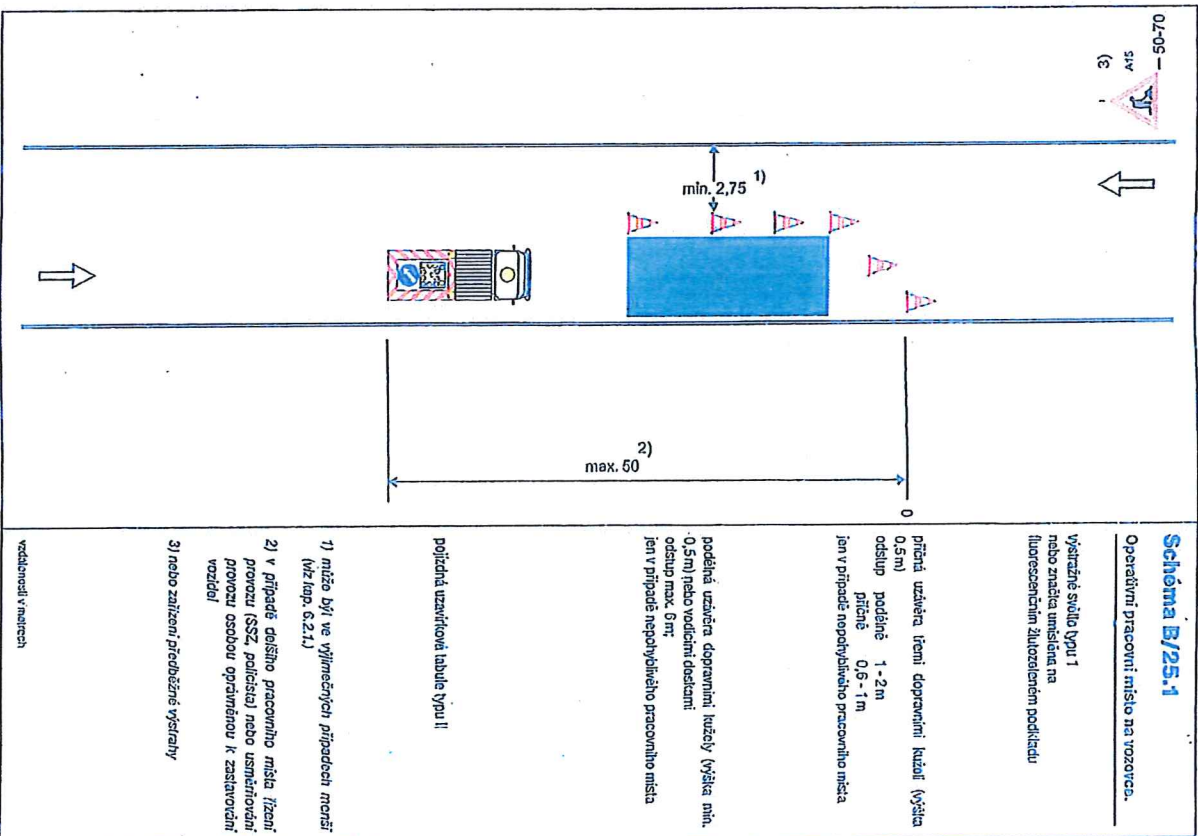 Schéma B/25.1
Operativní pracovní místo na vozovce.
výstražné světlo typu 1
nebo značka umístěna na
fluorescenčním žlutozeleném podkladu
příčná uzávěra třemi dopravními kuželi (výška
0,5 m)
odstup podélně 1 - 2 m
příčně 0,6 - 1 m
jen v případě nepohyblivého pracovního místa
podélná uzávěra dopravními kužely (výška min.
0,5 m) nebo vodícími deskami
odstup max. 6 m;
jen v případě nepohyblivého pracovního místa
pojízdná uzavírková tabule typu II
1) může být ve výjimečných případech menší
(viz kap. 6.2.1.)
2) v případě delšího pracovního místa řízení
provozu (SSZ, policista) nebo usměrňování
provozu osobou oprávněnou k zastavování
vozidel
3) nebo zařízení předběžné výstrahy
vzdálenosti v metrech
50-70
A15
3)
1)
min. 2,75
2)
max. 50
0